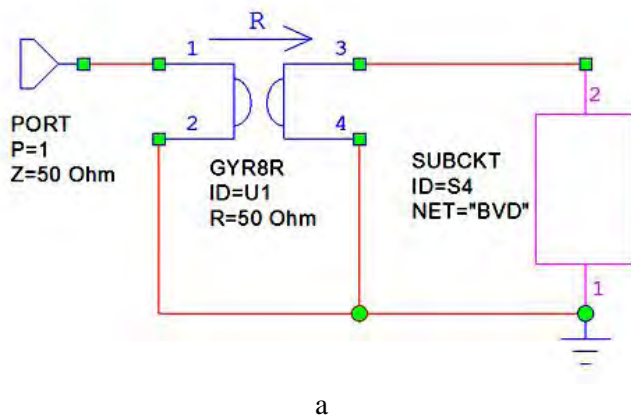 R
1
3
2
4
2
PORT
P=1
Z=50 Ohm
GYR8R
ID=U1
R=50 Ohm
SUBCKT
ID=S4
NET="BVD"
1
a